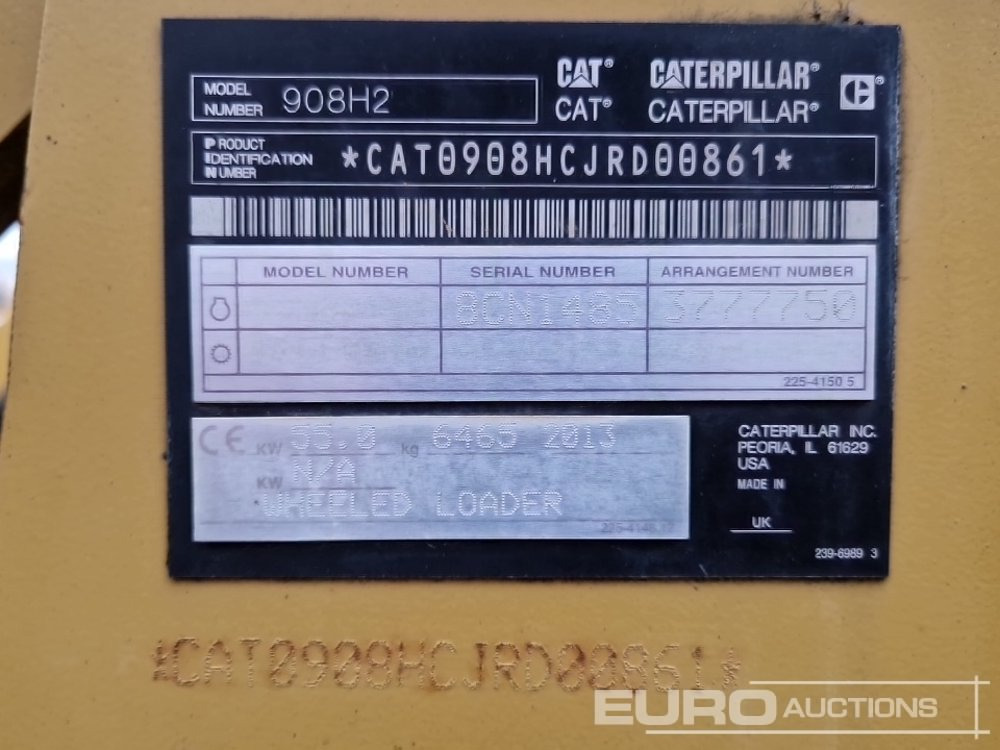 MODEL NUMBER 908H2
CAT® CATERPILLAR®
CAT® CATERPILLAR®
PRODUCT IDENTIFICATION NUMBER *CAT0908HCJRD00861*
MODEL NUMBER SERIAL NUMBER ARRANGEMENT NUMBER
8CN1485 3777750
225-4150 5
CE KW 55.0 kg 6465 2013
KW N/A
WHEELED LOADER
CATERPILLAR INC.
PEORIA, IL 61629
USA
MADE IN
UK
239-6989 3
*CAT0908HCJRD00861*
EURO AUCTIONS